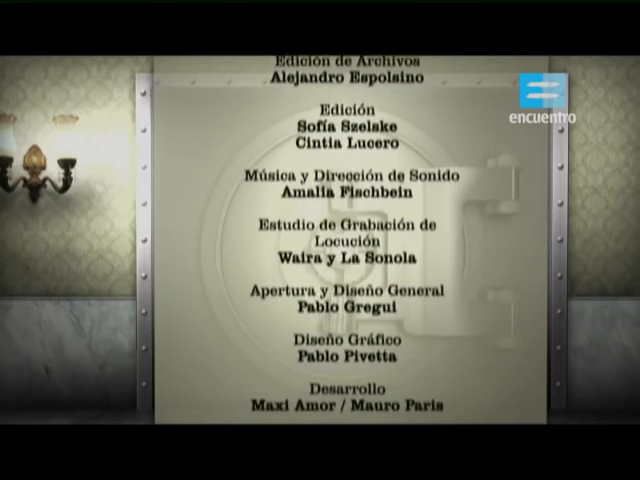 Edición de Archivos
Alejandro Espolsino
encuentro
Edición
Sofía Szelske
Cintia Lucero
Música y Dirección de Sonido
Amalia Fischbein
Estudio de Grabación de
Locución
Waira y La Sonola
Apertura y Diseño General
Pablo Gregui
Diseño Gráfico
Pablo Pivetta
Desarrollo
Maxi Amor / Mauro Paris